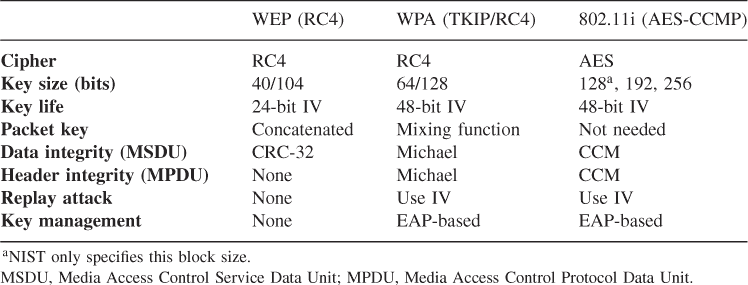 WEP (RC4) WPA (TKIP/RC4) 802.11i (AES-CCMP)
Cipher RC4 RC4 AES
Key size (bits) 40/104 64/128 128ᵃ, 192, 256
Key life 24-bit IV 48-bit IV 48-bit IV
Packet key Concatenated Mixing function Not needed
Data integrity (MSDU) CRC-32 Michael CCM
Header integrity (MPDU) None Michael CCM
Replay attack None Use IV Use IV
Key management None EAP-based EAP-based
ᵃNIST only specifies this block size.
MSDU, Media Access Control Service Data Unit; MPDU, Media Access Control Protocol Data Unit.